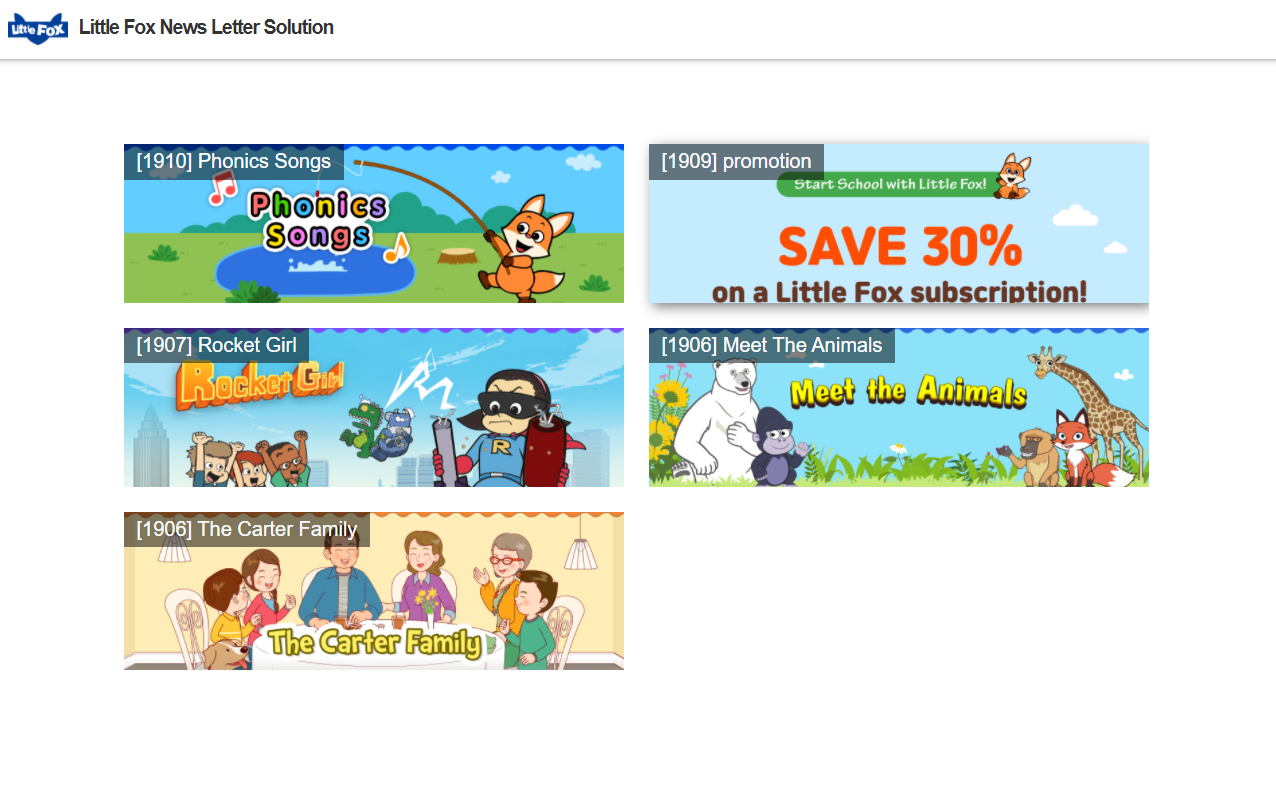 Little Fox Little Fox News Letter Solution
[1910] Phonics Songs
Phonics
Songs
[1909] promotion
Start School with Little Fox!
SAVE 30%
on a Little Fox subscription!
[1907] Rocket Girl
Rocket Girl
R
[1906] Meet The Animals
Meet the Animals
[1906] The Carter Family
The Carter Family